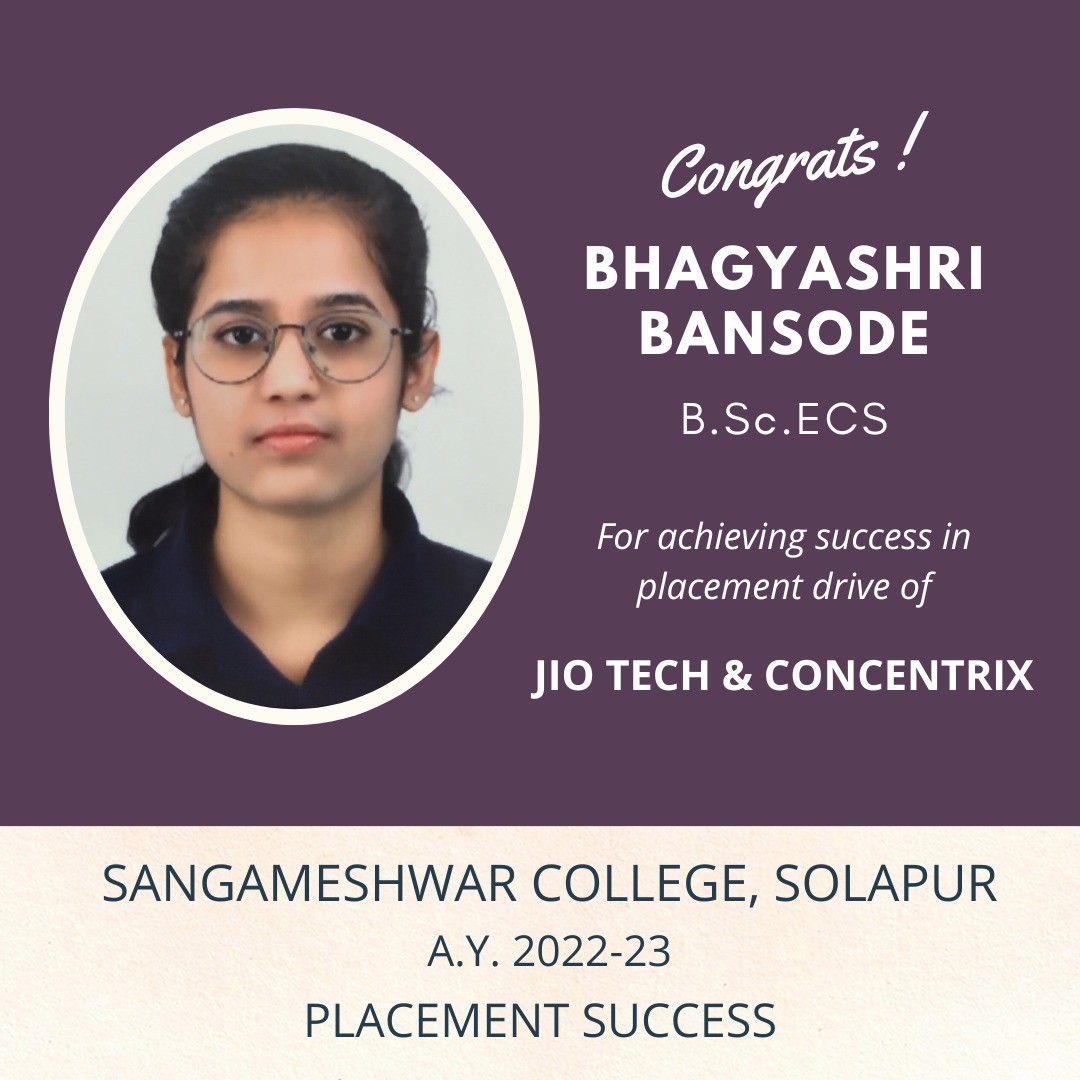 Congrats !
BHAGYASHRI
BANSODE
B.Sc.ECS
For achieving success in
placement drive of
JIO TECH & CONCENTRIX
SANGAMESHWAR COLLEGE, SOLAPUR
A.Y. 2022-23
PLACEMENT SUCCESS